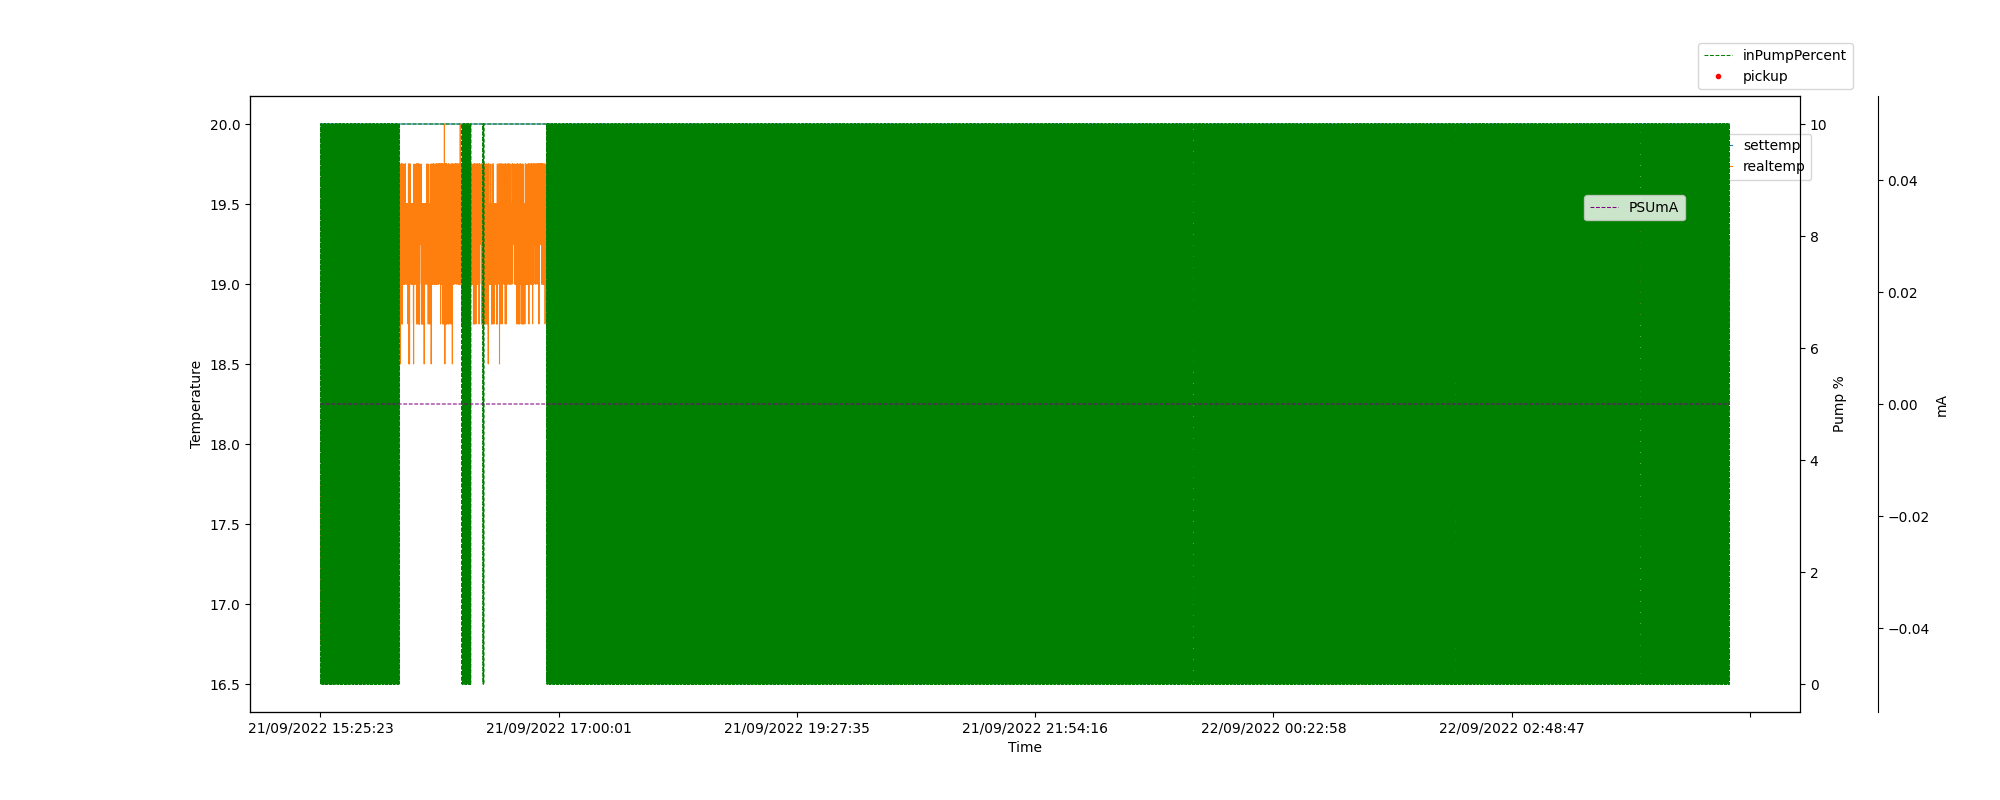 inPumpPercent
pickup
settemp
realtemp
PSUmA
20.0
19.5
19.0
18.5
18.0
17.5
17.0
16.5
Temperature
10
8
6
4
2
0
Pump %
0.04
0.02
0.00
−0.02
−0.04
mA
21/09/2022 15:25:23
21/09/2022 17:00:01
21/09/2022 19:27:35
21/09/2022 21:54:16
22/09/2022 00:22:58
22/09/2022 02:48:47
Time